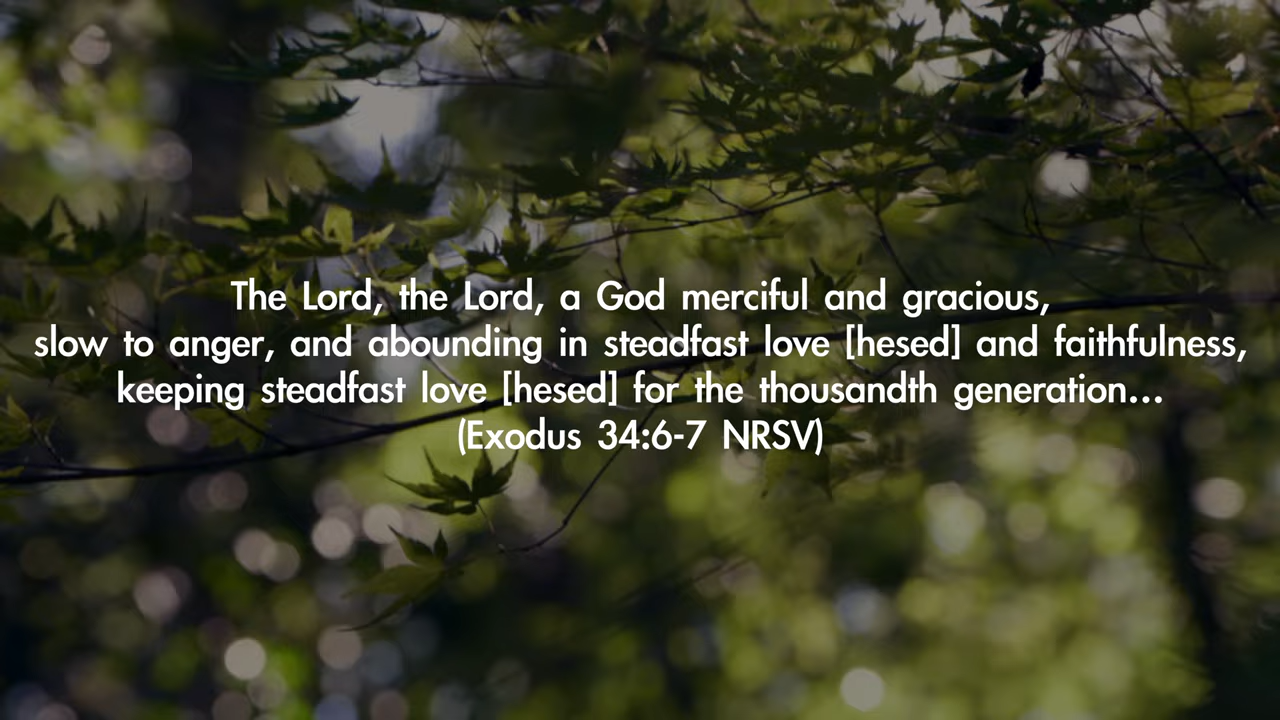 The Lord, the Lord, a God merciful and gracious,
slow to anger, and abounding in steadfast love [hesed] and faithfulness,
keeping steadfast love [hesed] for the thousandth generation...
(Exodus 34:6-7 NRSV)